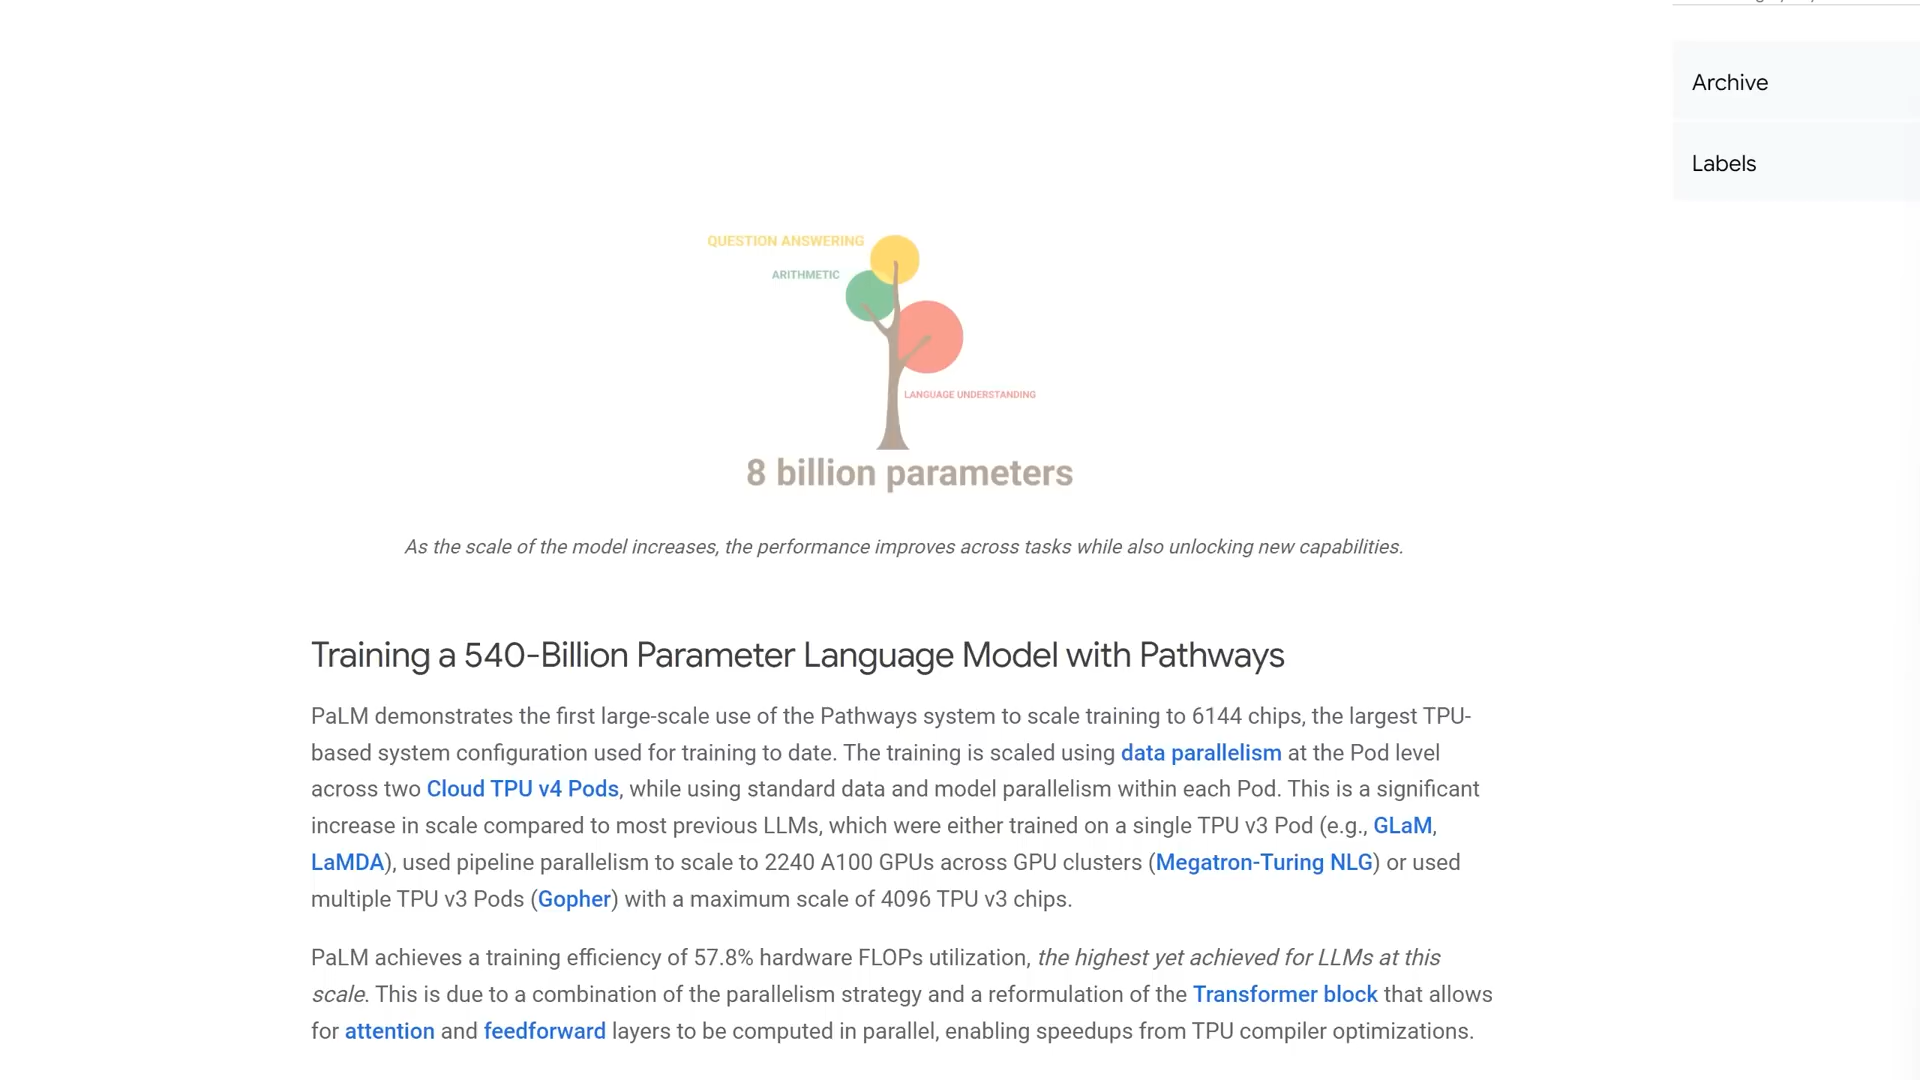 Archive
Labels
QUESTION ANSWERING
ARITHMETIC
LANGUAGE UNDERSTANDING
8 billion parameters
As the scale of the model increases, the performance improves across tasks while also unlocking new capabilities.
Training a 540-Billion Parameter Language Model with Pathways
PaLM demonstrates the first large-scale use of the Pathways system to scale training to 6144 chips, the largest TPU-
based system configuration used for training to date. The training is scaled using data parallelism at the Pod level
across two Cloud TPU v4 Pods, while using standard data and model parallelism within each Pod. This is a significant
increase in scale compared to most previous LLMs, which were either trained on a single TPU v3 Pod (e.g., GLaM,
LaMDA), used pipeline parallelism to scale to 2240 A100 GPUs across GPU clusters (Megatron-Turing NLG) or used
multiple TPU v3 Pods (Gopher) with a maximum scale of 4096 TPU v3 chips.
PaLM achieves a training efficiency of 57.8% hardware FLOPs utilization, the highest yet achieved for LLMs at this
scale. This is due to a combination of the parallelism strategy and a reformulation of the Transformer block that allows
for attention and feedforward layers to be computed in parallel, enabling speedups from TPU compiler optimizations.